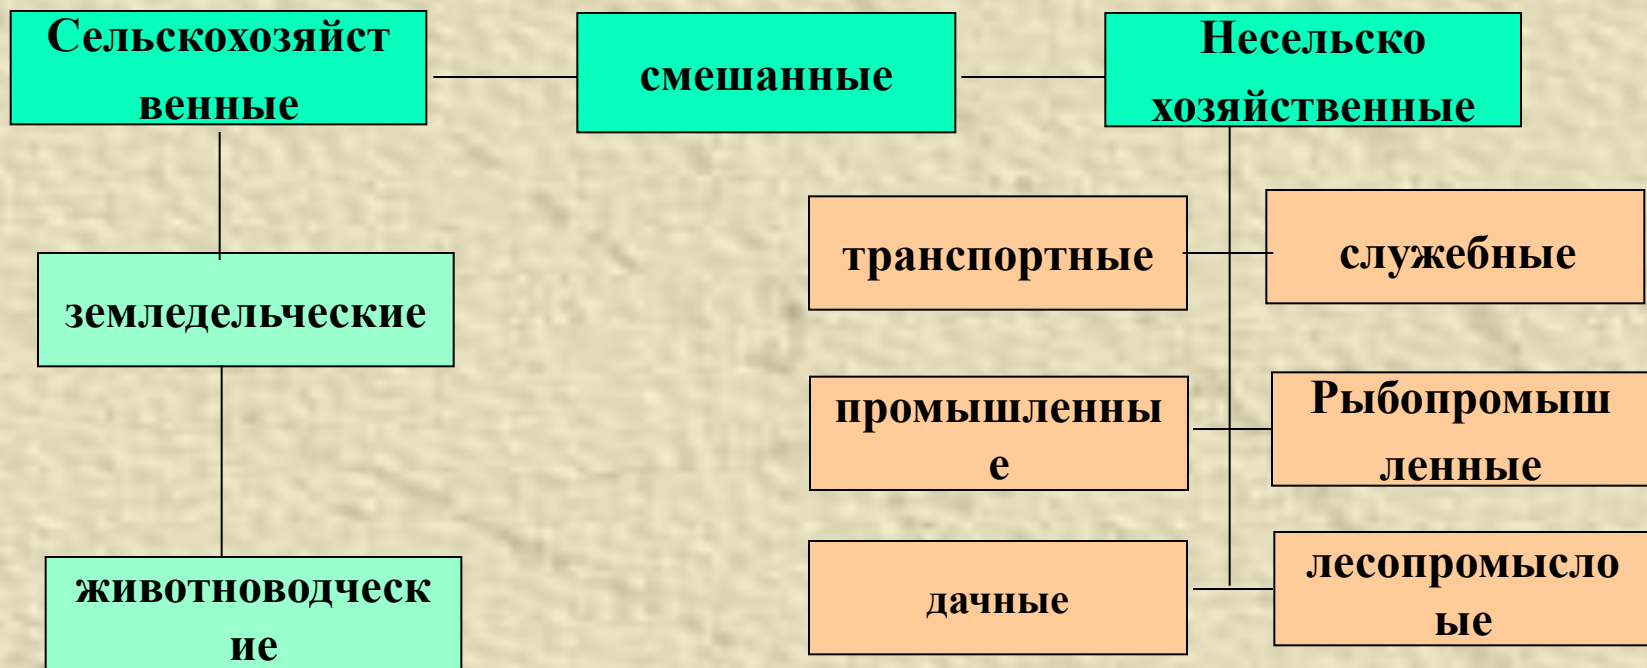 Сельскохозяйст
венные
смешанные
Несельско
хозяйственные
земледельческие
животноводческ
ие
транспортные
служебные
промышленны
е
Рыбопромыш
ленные
дачные
лесопромысло
ые